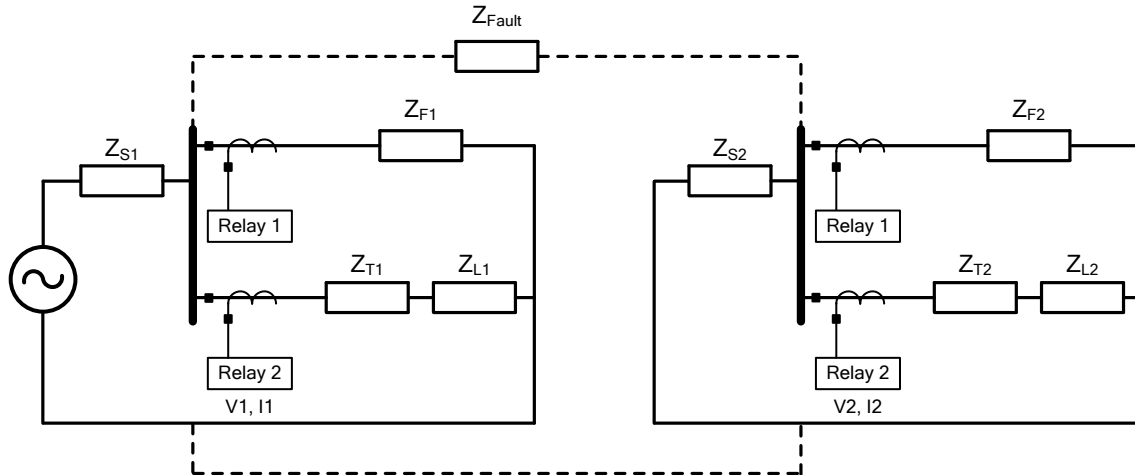 Z_Fault
Z_F1
Z_F2
Z_S1
Z_S2
Relay 1
Relay 1
Z_T1
Z_L1
Z_T2
Z_L2
Relay 2
Relay 2
V1, I1
V2, I2